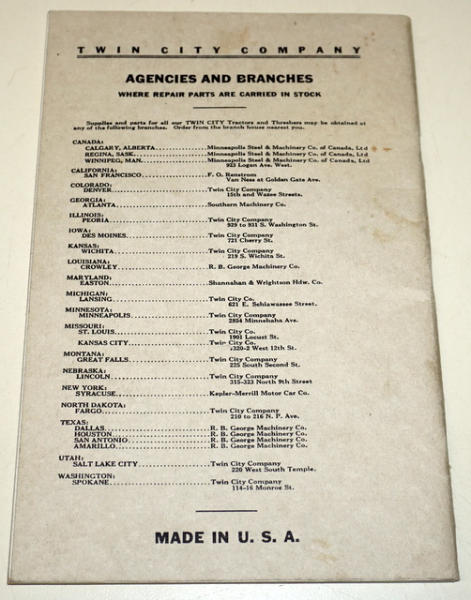 TWIN CITY COMPANY
AGENCIES AND BRANCHES
WHERE REPAIR PARTS ARE CARRIED IN STOCK
Supplies and parts for all our TWIN CITY Tractors and Threshers may be obtained at
any of the following branches. Order from the branch house nearest you.
CANADA:
CALGARY, ALBERTA....................Minneapolis Steel & Machinery Co. of Canada, Ltd
REGINA, SASK.....................Minneapolis Steel & Machinery Co. of Canada, Ltd
WINNIPEG, MAN.....................Minneapolis Steel & Machinery Co. of Canada, Ltd
923 Logan Ave. West.
CALIFORNIA:
SAN FRANCISCO....................F. O. Renstrom
Van Ness at Golden Gate Ave.
COLORADO:
DENVER....................Twin City Company
15th and Wazee Streets.
GEORGIA:
ATLANTA....................Southern Machinery Co.
ILLINOIS:
PEORIA....................Twin City Company
929 to 931 S. Washington St.
IOWA:
DES MOINES....................Twin City Company
721 Cherry St.
KANSAS:
WICHITA....................Twin City Company
219 S. Wichita St.
LOUISIANA:
CROWLEY....................R. B. George Machinery Co.
MARYLAND:
EASTON....................Shannahan & Wrightson Hdw. Co.
MICHIGAN:
LANSING....................Twin City Co.
621 E. Street.
MINNESOTA:
MINNEAPOLIS....................Twin City Company
Ave.
MISSOURI:
ST. LOUIS....................Twin City Co.
1901 Locust St.
KANSAS CITY....................Twin City Co.
West 12th St.
MONTANA:
GREAT FALLS....................Twin City Company
225 South Second St.
NEBRASKA:
LINCOLN....................Twin City Company
315-323 North 9th Street
NEW YORK:
SYRACUSE....................Kepler-Merrill Motor Car Co.
NORTH DAKOTA:
FARGO....................Twin City Company
210 to 216 N. P. Ave.
TEXAS:
DALLAS....................R. B. George Machinery Co.
HOUSTON....................R. B. George Machinery Co.
SAN ANTONIO....................R. B. George Machinery Co.
AMARILLO....................R. B. George Machinery Co.
UTAH:
SALT LAKE CITY....................Twin City Company
220 West South Temple.
WASHINGTON:
SPOKANE....................Twin City Company
114-16 Monroe St.
MADE IN U. S. A.